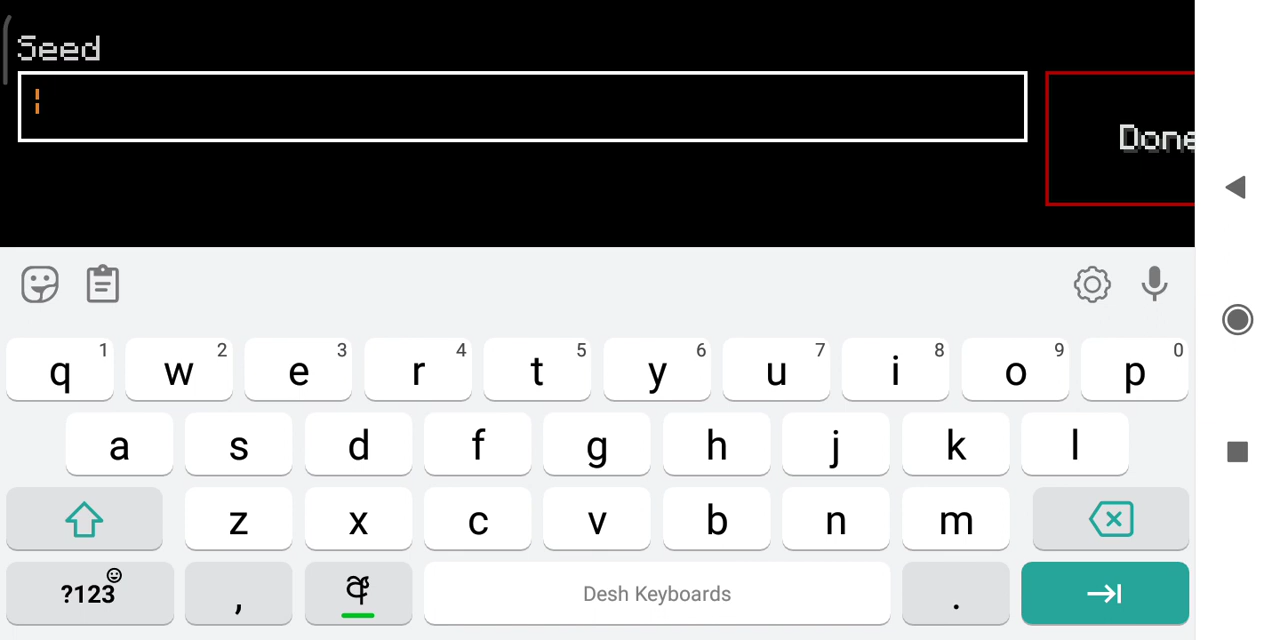 Seed
Done
q 1 w 2 e 3 r 4 t 5 y 6 u 7 i 8 o 9 p 0
a s d f g h j k l
z x c v b n m
?123 , Desh Keyboards .